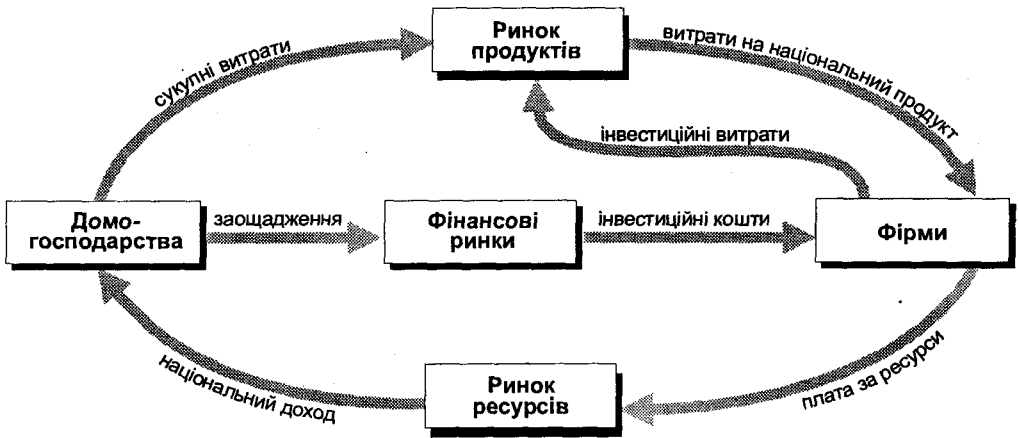 Ринок
продуктів
сукупні витрати
витрати на національний продукт
інвестиційні витрати
Домо-
господарства
заощадження
Фінансові
ринки
інвестиційні кошти
Фірми
національний доход
Ринок
ресурсів
плата за ресурси